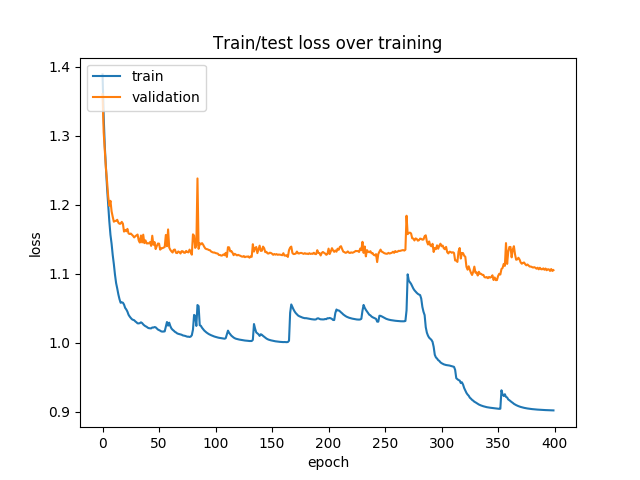 Train/test loss over training
train
validation
loss
1.4
1.3
1.2
1.1
1.0
0.9
0 50 100 150 200 250 300 350 400
epoch